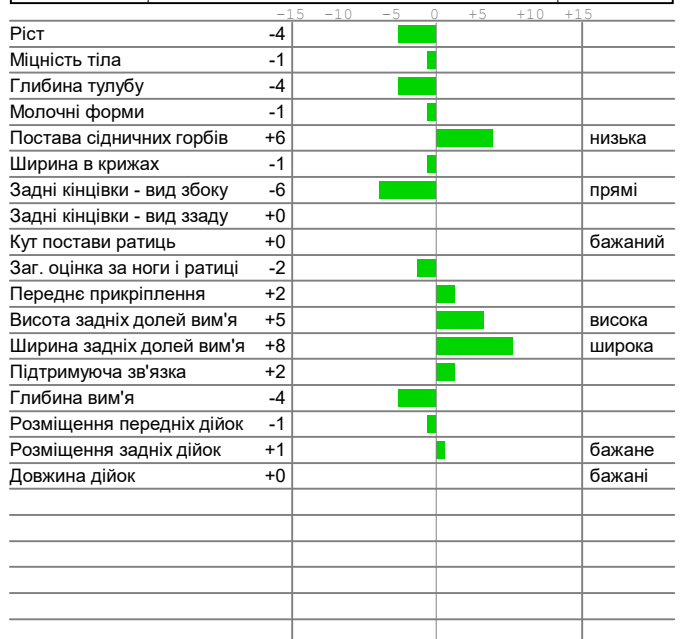 -15 -10 -5 0 +5 +10 +15
Ріст -4
Міцність тіла -1
Глибина тулубу -4
Молочні форми -1
Постава сідничних горбів +6 низька
Ширина в крижах -1
Задні кінцівки - вид збоку -6 прямі
Задні кінцівки - вид ззаду +0
Кут постави ратиць +0 бажаний
Заг. оцінка за ноги і ратиці -2
Переднє прикріплення +2
Висота задніх долей вим'я +5 висока
Ширина задніх долей вим'я +8 широка
Підтримуюча зв'язка +2
Глибина вим'я -4
Розміщення передніх дійок -1
Розміщення задніх дійок +1 бажане
Довжина дійок +0 бажані